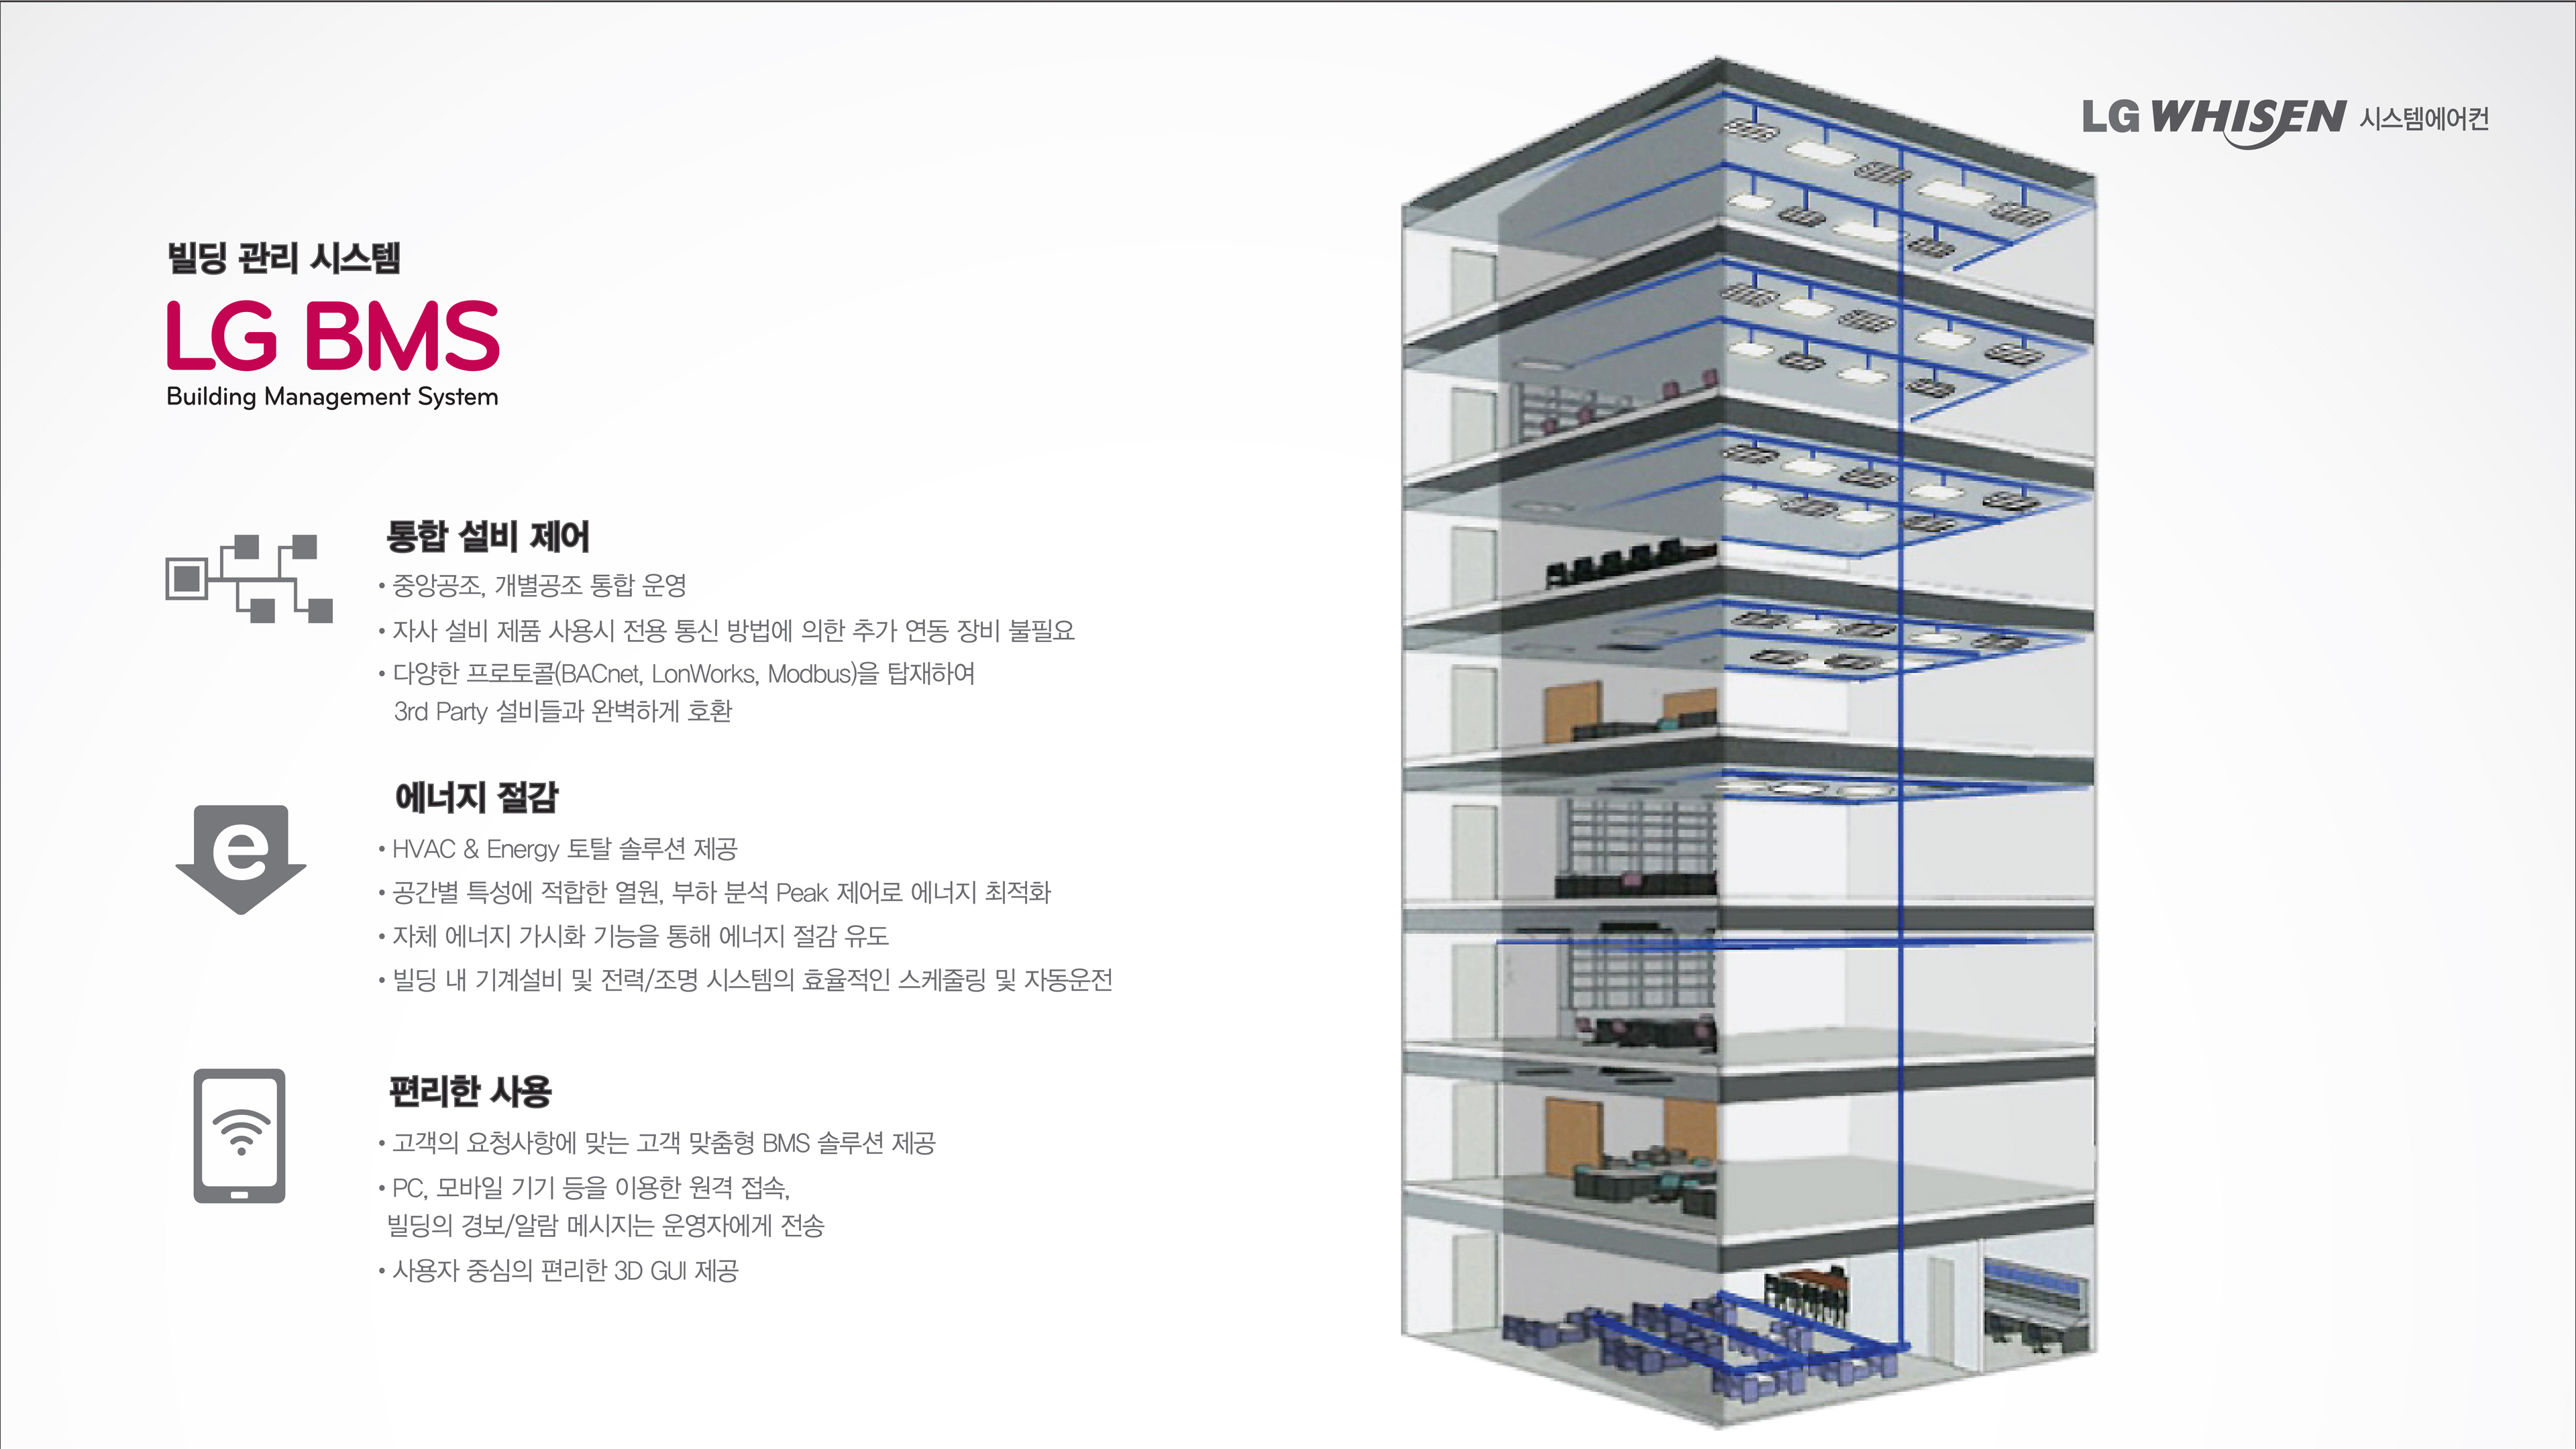 LG WHISEN 시스템에어컨
빌딩 관리 시스템
LG BMS
Building Management System
통합 설비 제어
• 중앙공조, 개별공조 통합 운영
• 자사 설비 제품 사용시 전용 통신 방법에 의한 추가 연동 장비 불필요
• 다양한 프로토콜(BACnet, LonWorks, Modbus)을 탑재하여
3rd Party 설비들과 완벽하게 호환
e
에너지 절감
• HVAC & Energy 토탈 솔루션 제공
• 공간별 특성에 적합한 열원, 부하 분석 Peak 제어로 에너지 최적화
• 자체 에너지 가시화 기능을 통해 에너지 절감 유도
• 빌딩 내 기계설비 및 전력/조명 시스템의 효율적인 스케줄링 및 자동운전
편리한 사용
• 고객의 요청사항에 맞는 고객 맞춤형 BMS 솔루션 제공
• PC, 모바일 기기 등을 이용한 원격 접속,
빌딩의 경보/알람 메시지는 운영자에게 전송
• 사용자 중심의 편리한 3D GUI 제공